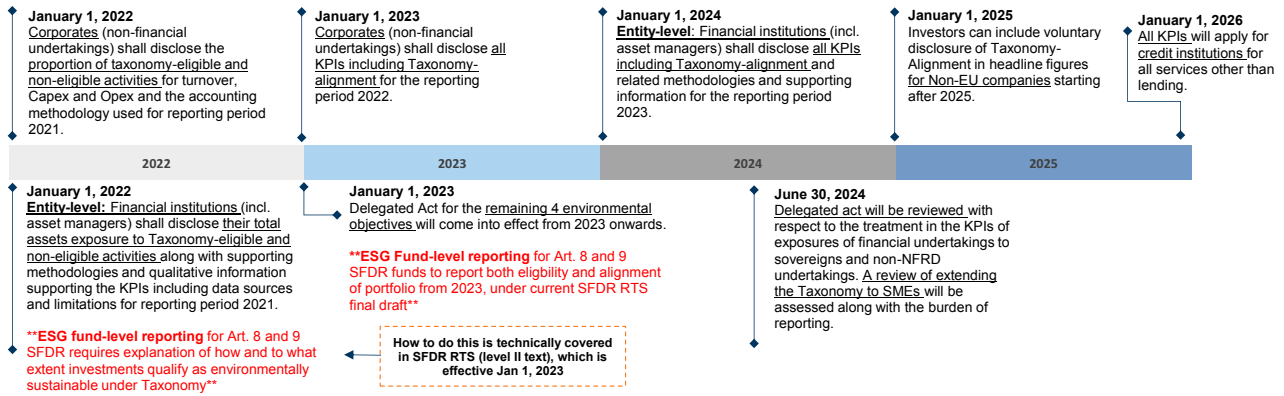 January 1, 2022
Corporates (non-financial
undertakings) shall disclose the
proportion of taxonomy-eligible and
non-eligible activities for turnover,
Capex and Opex and the accounting
methodology used for reporting period
2021.
January 1, 2023
Corporates (non-financial
undertakings) shall disclose all
KPIs including Taxonomy-
alignment for the reporting
period 2022.
January 1, 2024
Entity-level: Financial institutions (incl.
asset managers) shall disclose all KPIs
including Taxonomy-alignment and
related methodologies and supporting
information for the reporting period
2023.
January 1, 2025
Investors can include voluntary
disclosure of Taxonomy-
Alignment in headline figures
for Non-EU companies starting
after 2025.
January 1, 2026
All KPIs will apply for
credit institutions for
all services other than
lending.
2022
2023
2024
2025
January 1, 2022
Entity-level: Financial institutions (incl.
asset managers) shall disclose their total
assets exposure to Taxonomy-eligible and
non-eligible activities along with supporting
methodologies and qualitative information
supporting the KPIs including data sources
and limitations for reporting period 2021.
**ESG fund-level reporting for Art. 8 and 9
SFDR requires explanation of how and to what
extent investments qualify as environmentally
sustainable under Taxonomy**
January 1, 2023
Delegated Act for the remaining 4 environmental
objectives will come into effect from 2023 onwards.
**ESG Fund-level reporting for Art. 8 and 9
SFDR funds to report both eligbility and alignment
of portfolio from 2023, under current SFDR RTS
final draft**
How to do this is technically covered
in SFDR RTS (level II text), which is
effective Jan 1, 2023
June 30, 2024
Delegated act will be reviewed with
respect to the treatment in the KPIs of
exposures of financial undertakings to
sovereigns and non-NFRD
undertakings. A review of extending
the Taxonomy to SMEs will be
assessed along with the burden of
reporting.